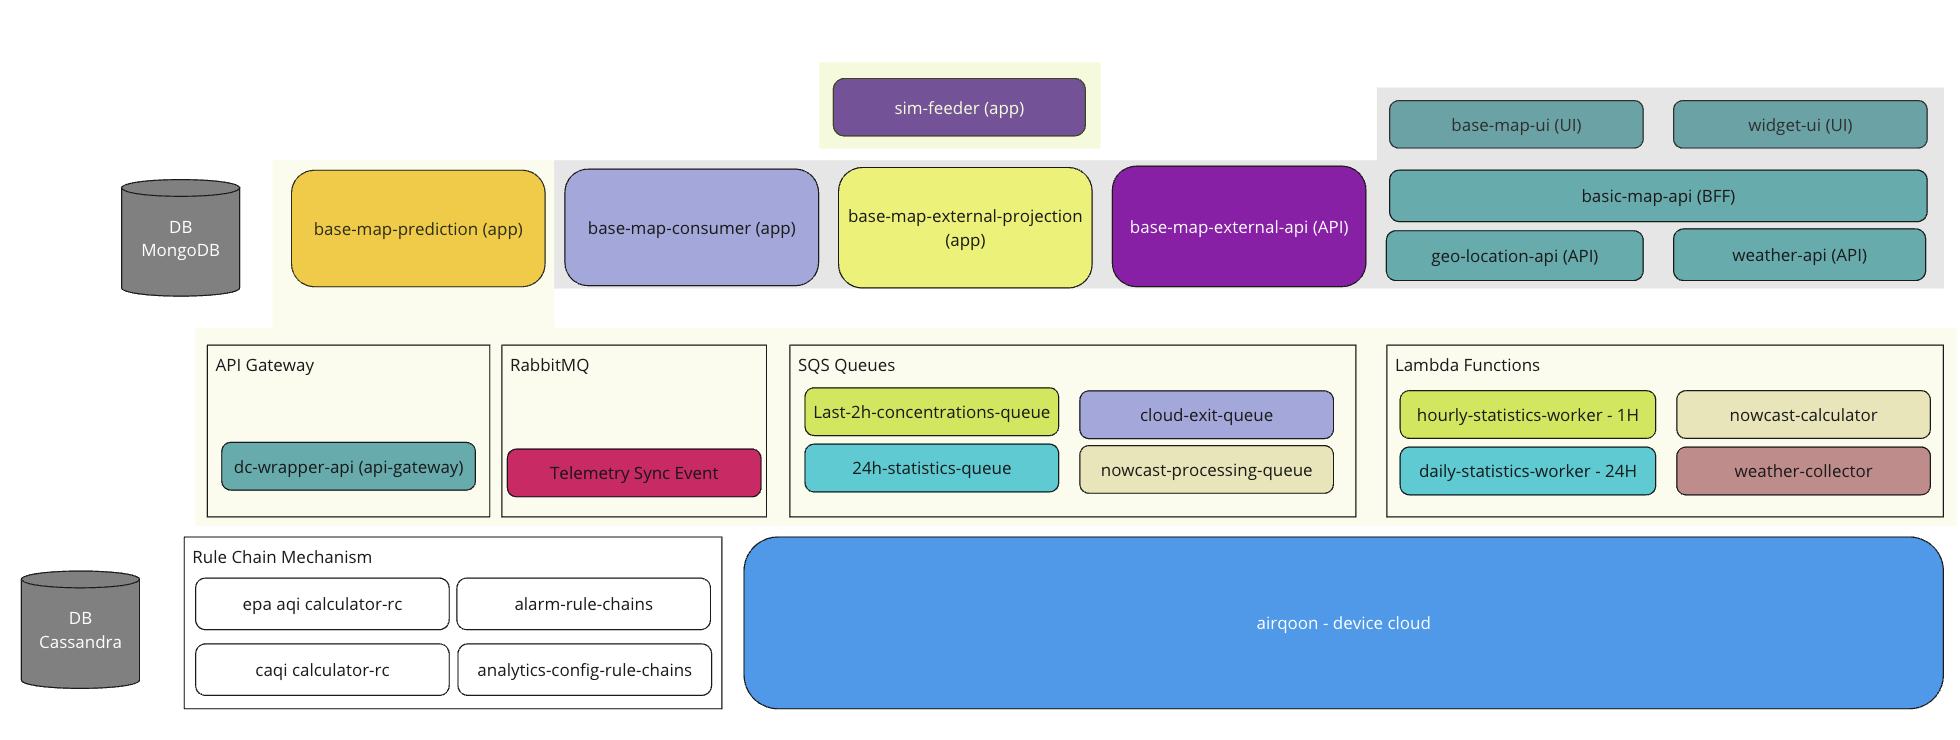 sim-feeder (app)
base-map-ui (UI)
widget-ui (UI)
DB
MongoDB
base-map-prediction (app)
base-map-consumer (app)
base-map-external-projection
(app)
base-map-external-api (API)
basic-map-api (BFF)
geo-location-api (API)
weather-api (API)
API Gateway
dc-wrapper-api (api-gateway)
RabbitMQ
Telemetry Sync Event
SQS Queues
Last-2h-concentrations-queue
cloud-exit-queue
24h-statistics-queue
nowcast-processing-queue
Lambda Functions
hourly-statistics-worker - 1H
nowcast-calculator
daily-statistics-worker - 24H
weather-collector
DB
Cassandra
Rule Chain Mechanism
epa aqi calculator-rc
alarm-rule-chains
caqi calculator-rc
analytics-config-rule-chains
airqoon - device cloud